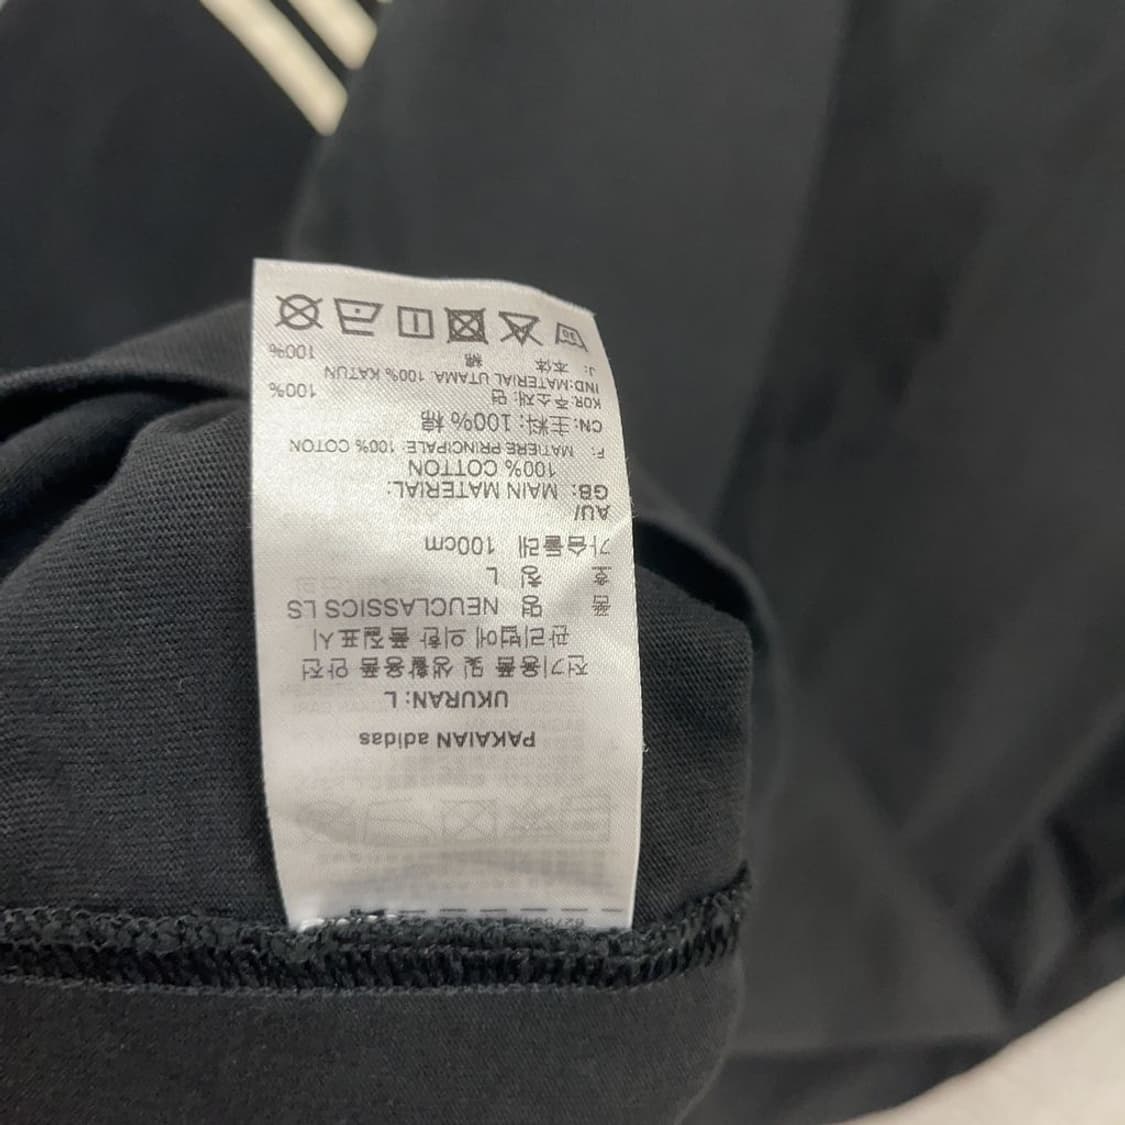 PAKAIAN adidas
UKURAN: L
전기용품 및 생활용품 안전
관리법에 의한 품질표시
품 명 NEUCLASSICS LS
호 칭 L
가슴둘레 100cm
AU/
GB: MAIN MATERIAL:
100% COTTON
F: MATIERE PRINCIPALE: 100% COTON
CN: 主料: 100% 棉
KOR: 주소재: 면 100%
IND: MATERIAL UTAMA: 100% KATUN
J: 本体 綿 100%
30